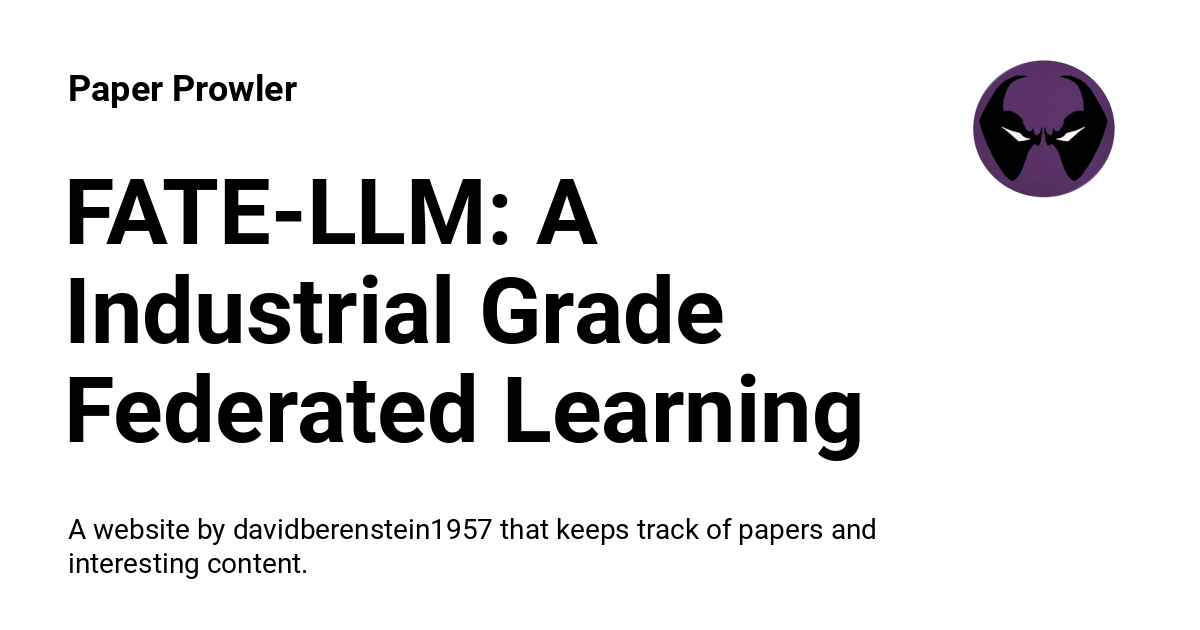 Paper Prowler
FATE-LLM: A
Industrial Grade
Federated Learning
A website by davidberenstein1957 that keeps track of papers and
interesting content.